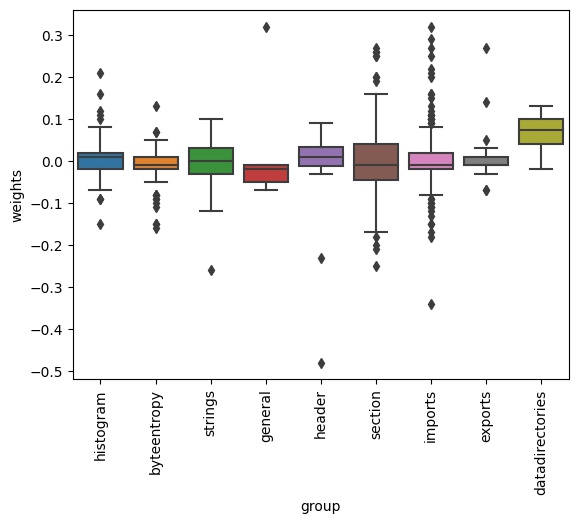 weights
0.3
0.2
0.1
0.0
−0.1
−0.2
−0.3
−0.4
−0.5
histogram
byteentropy
strings
general
header
section
imports
exports
datadirectories
group